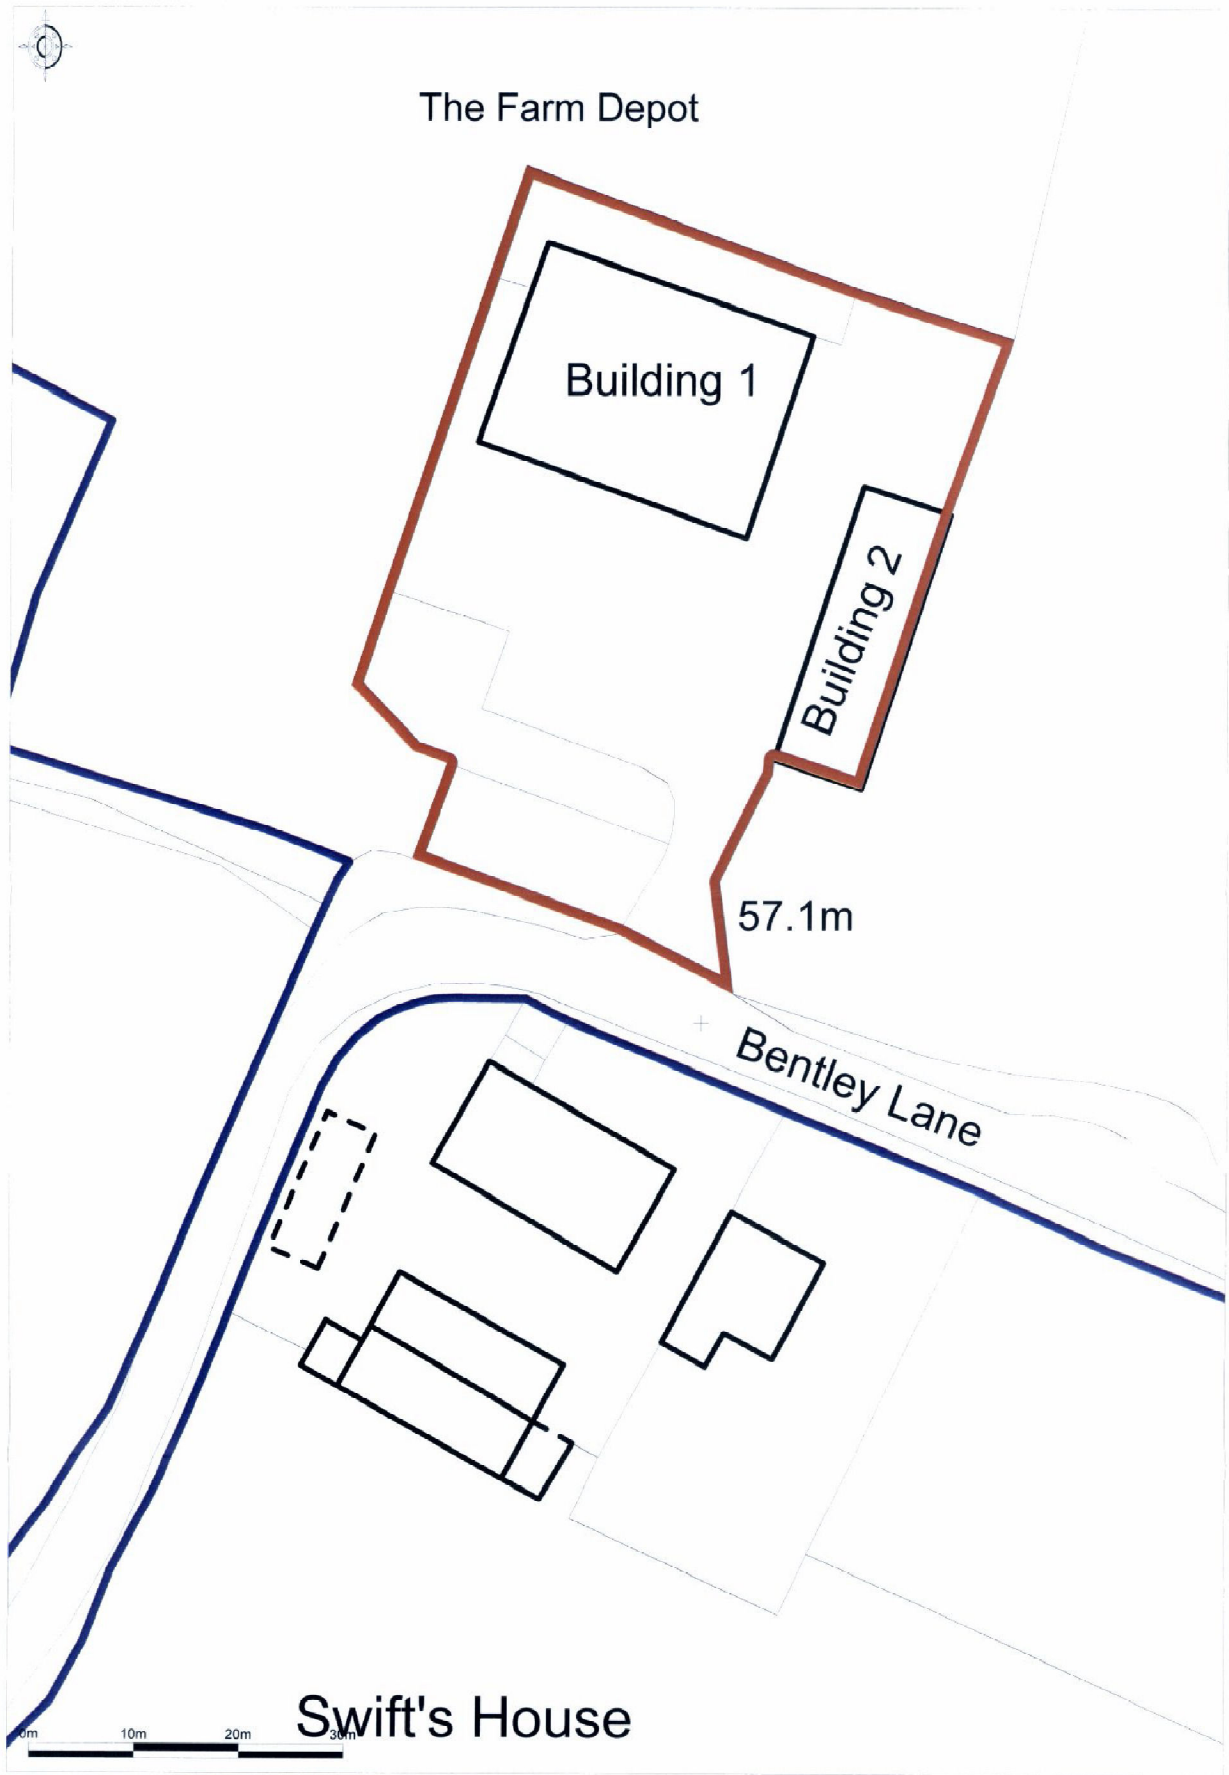 The Farm Depot
Building 1
Building 2
57.1m
Bentley Lane
Swift's House
0m 10m 20m 30m